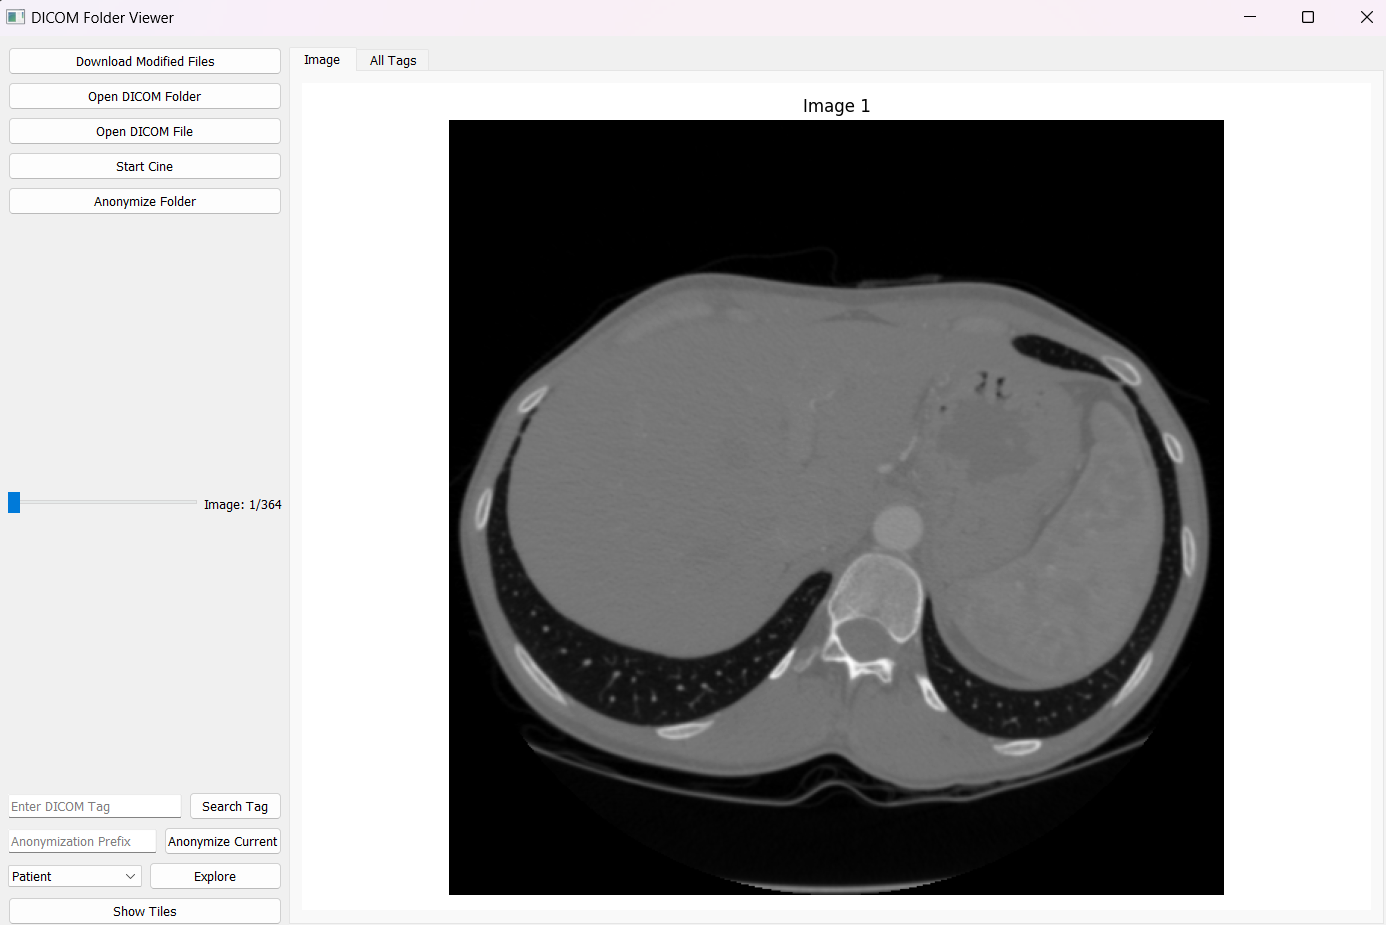 DICOM Folder Viewer
Download Modified Files
Open DICOM Folder
Open DICOM File
Start Cine
Anonymize Folder
Image: 1/364
Enter DICOM Tag
Search Tag
Anonymization Prefix
Anonymize Current
Patient
Explore
Show Tiles
Image
All Tags
Image 1